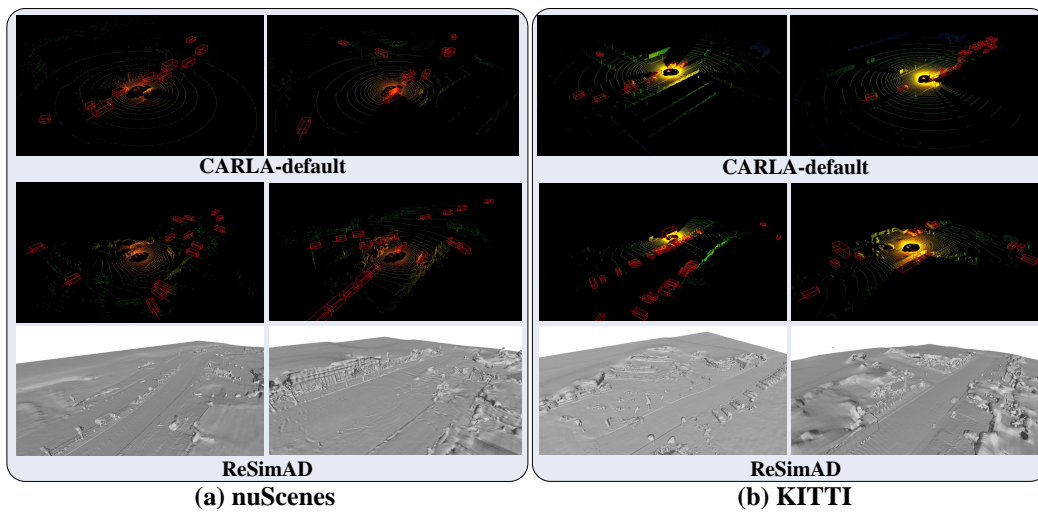 CARLA-default
CARLA-default
ReSimAD
ReSimAD
(a) nuScenes
(b) KITTI